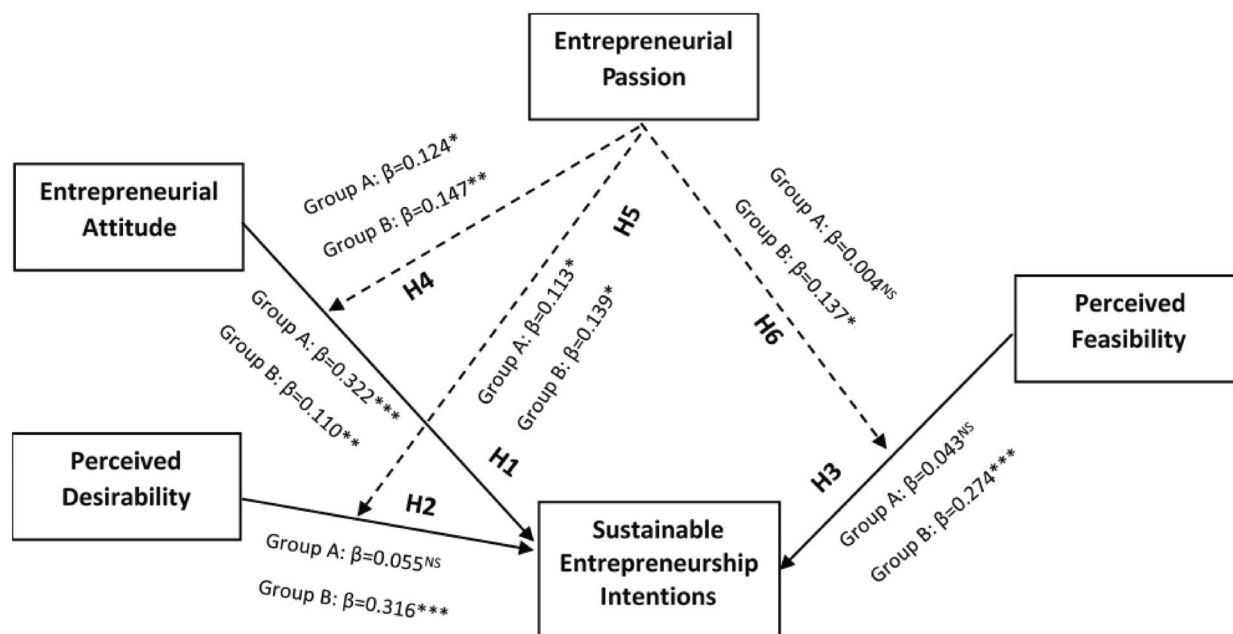 Entrepreneurial
Passion
Entrepreneurial
Attitude
Group A: β=0.124*
Group B: β=0.147**
H4
H5
Group A: β=0.113*
Group B: β=0.139*
Group A: β=0.004NS
Group B: β=0.137*
H6
Perceived
Feasibility
Group A: β=0.322***
Group B: β=0.110**
H1
Perceived
Desirability
H2
Group A: β=0.055NS
Group B: β=0.316***
H3
Group A: β=0.043NS
Group B: β=0.274***
Sustainable
Entrepreneurship
Intentions